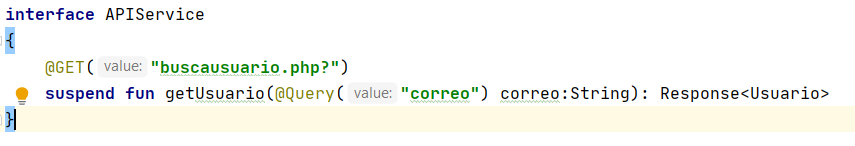 interface APIService
{
@GET( value: "buscausuario.php?")
suspend fun getUsuario(@Query( value: "correo") correo:String): Response<Usuario>
}